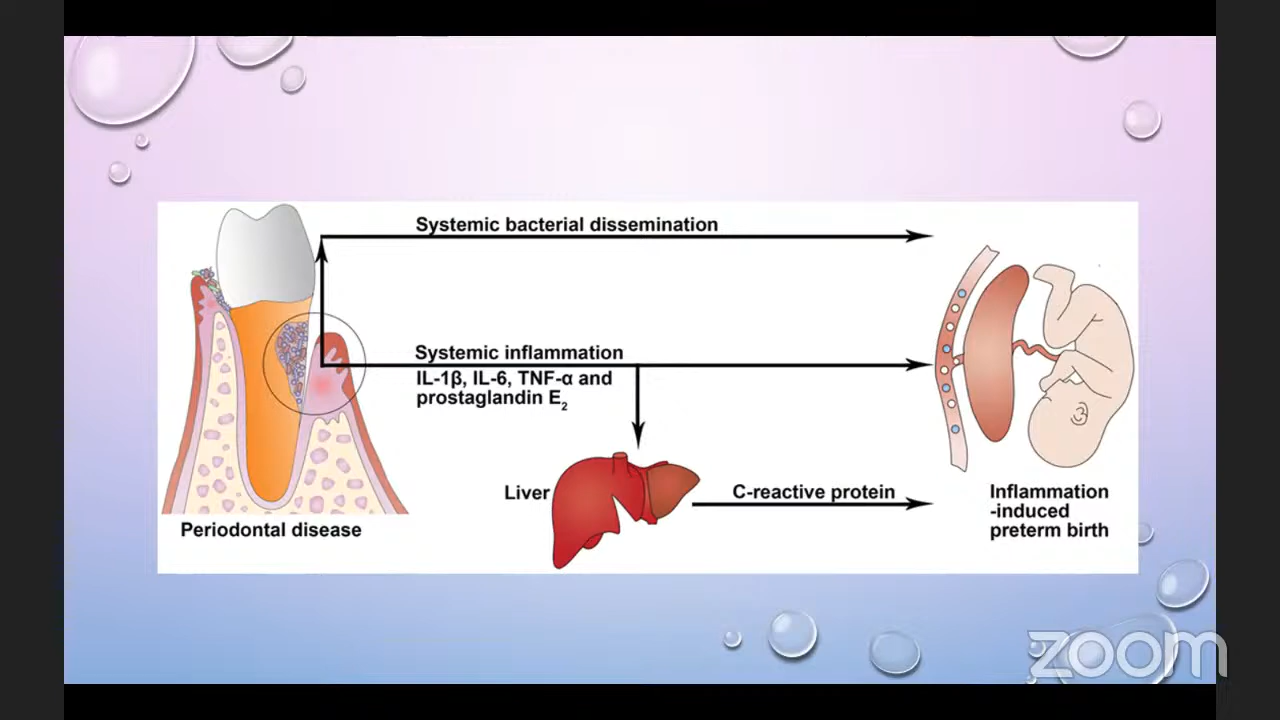 Systemic bacterial dissemination
Systemic inflammation
IL-1β, IL-6, TNF-α and
prostaglandin E₂
Liver
C-reactive protein
Periodontal disease
Inflammation
-induced
preterm birth
zoom